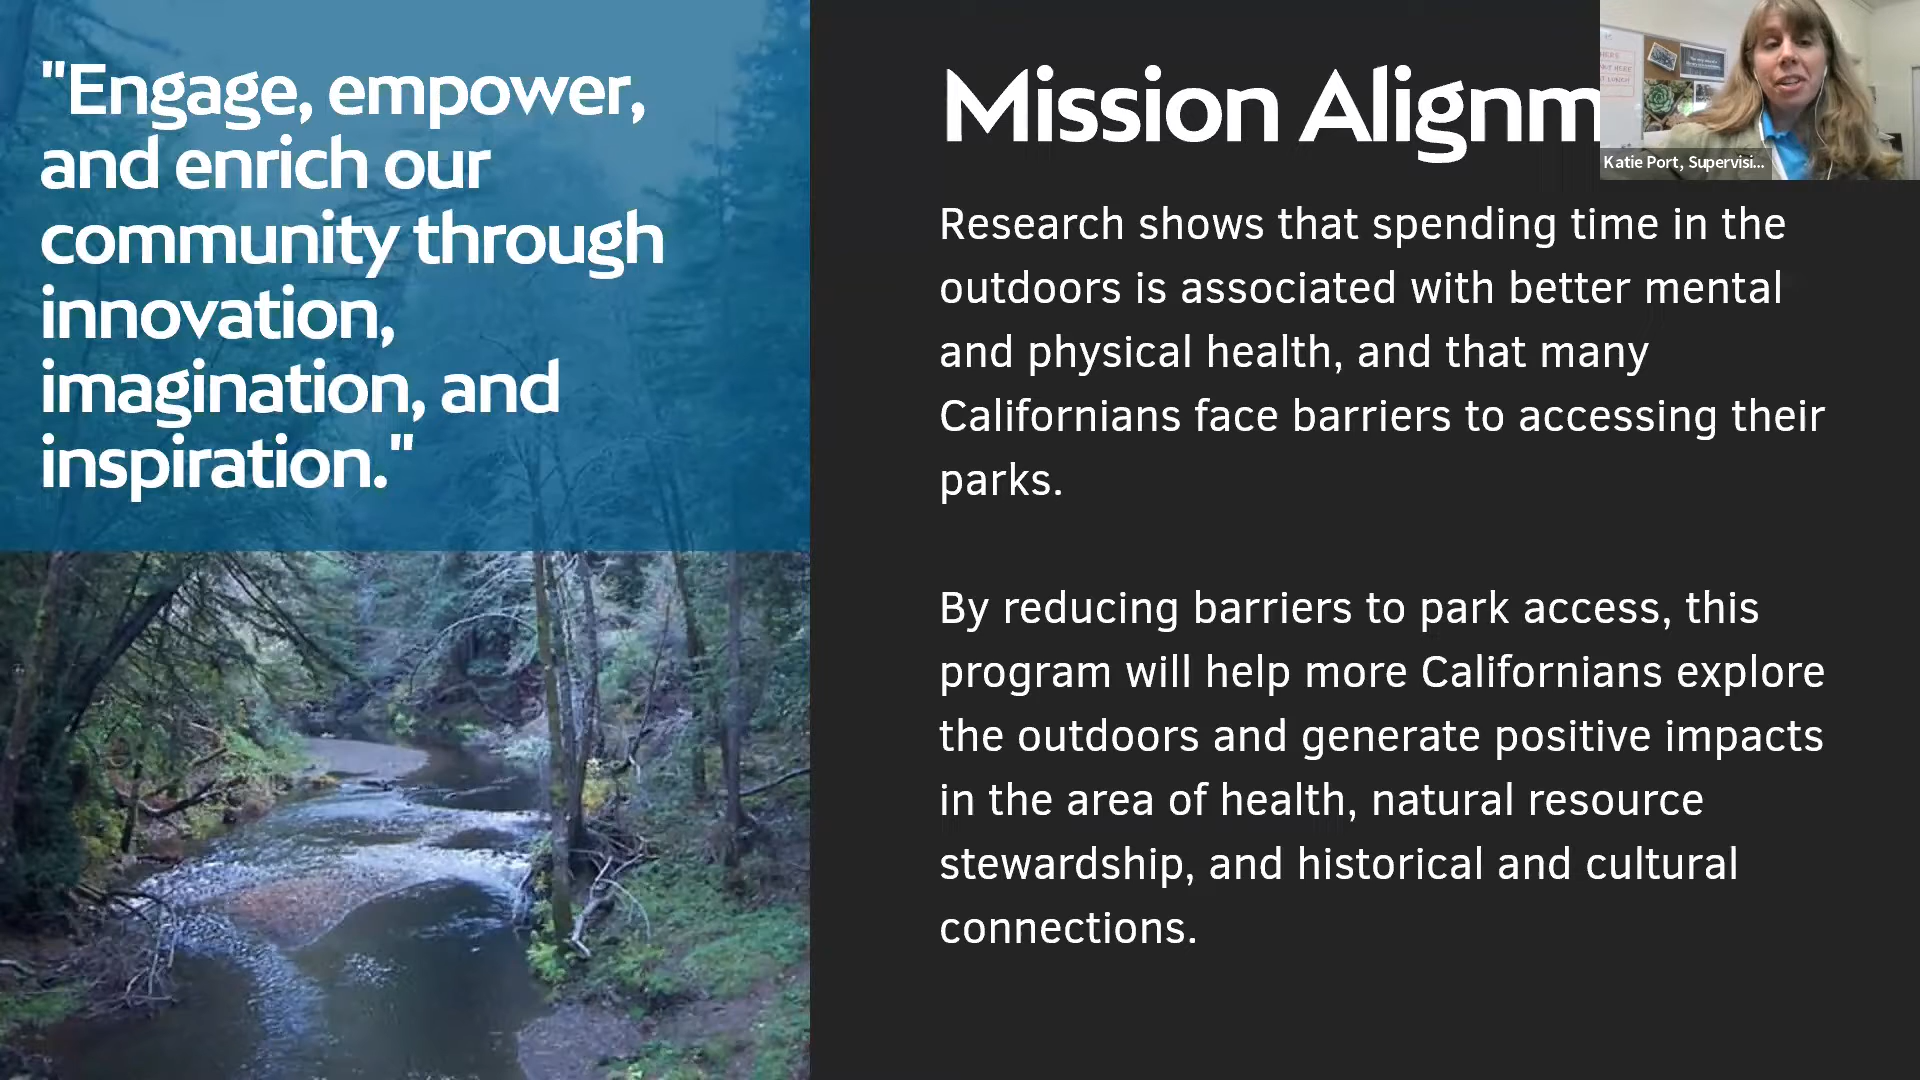 "Engage, empower,
and enrich our
community through
innovation,
imagination, and
inspiration."
Mission Alignm
Katie Port, Supervisi...
Research shows that spending time in the
outdoors is associated with better mental
and physical health, and that many
Californians face barriers to accessing their
parks.
By reducing barriers to park access, this
program will help more Californians explore
the outdoors and generate positive impacts
in the area of health, natural resource
stewardship, and historical and cultural
connections.